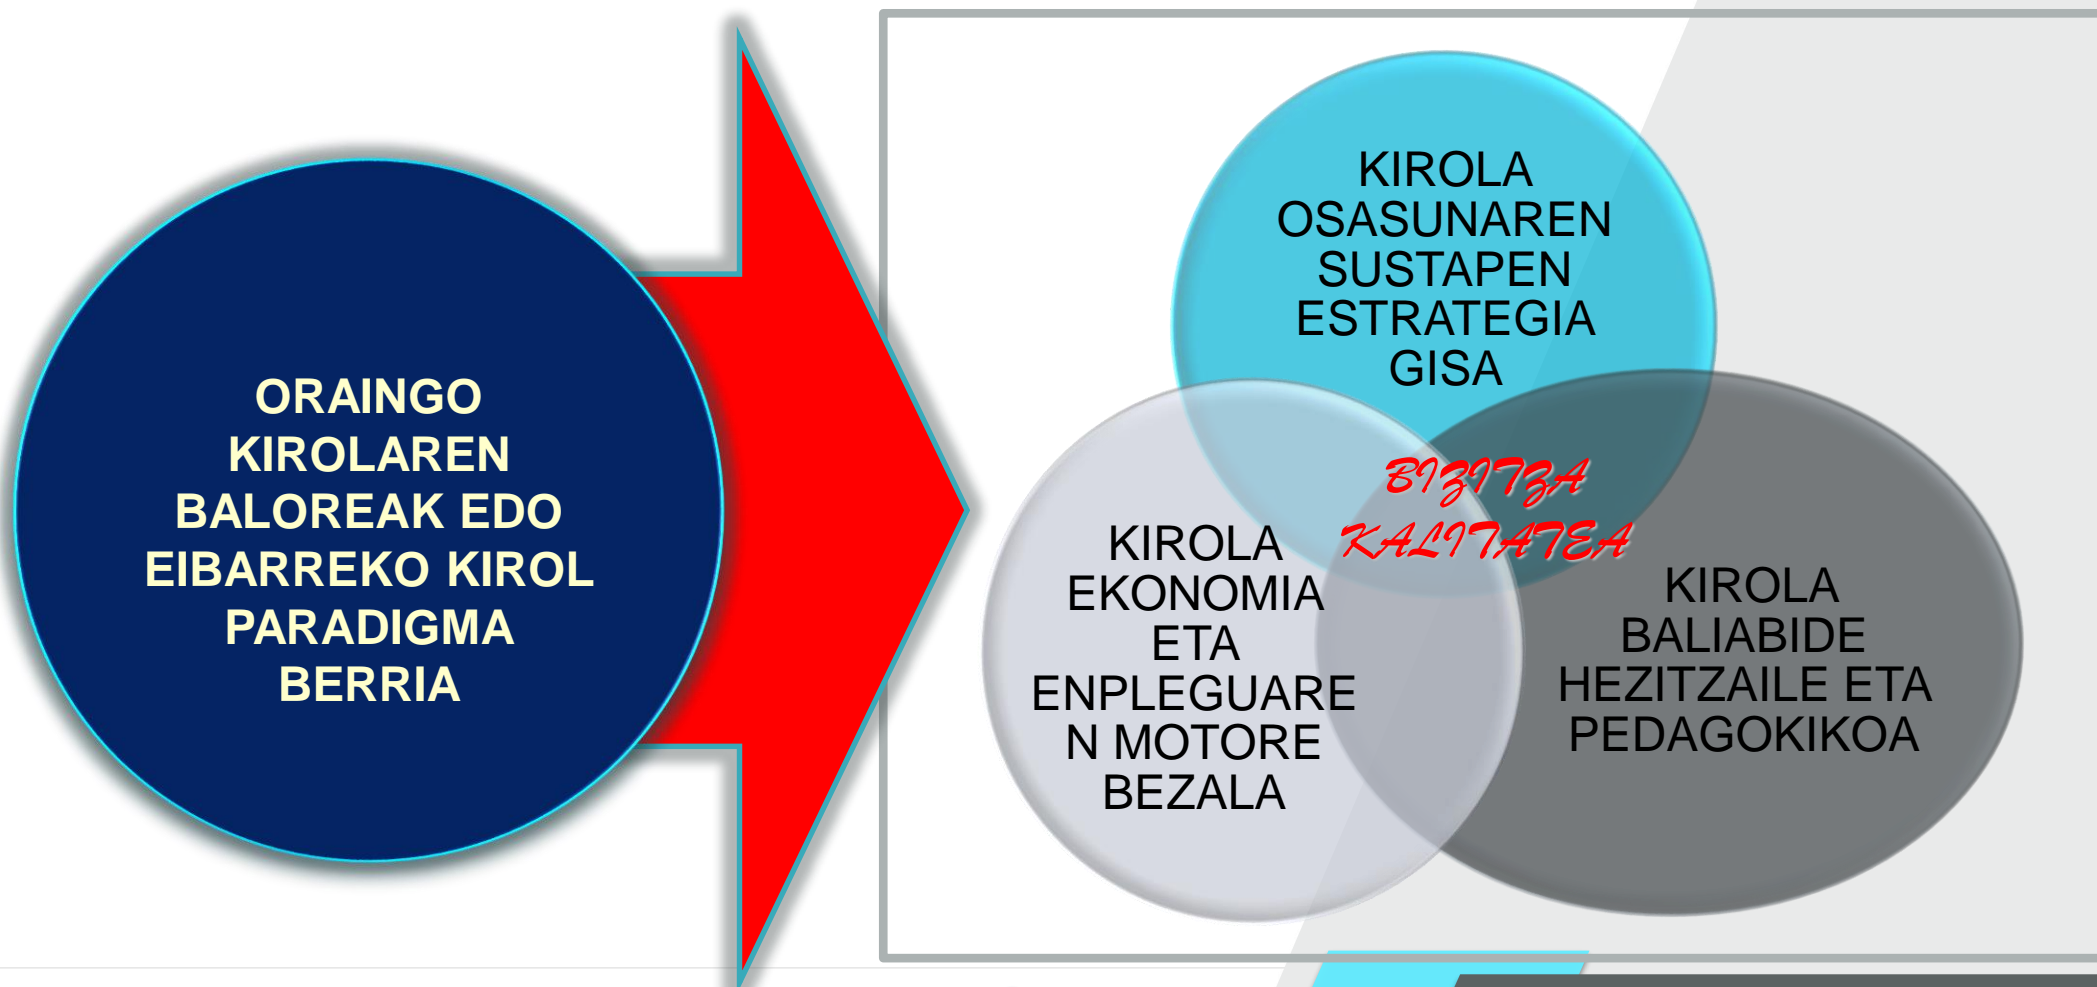 ORAINGO
KIROLAREN
BALOREAK EDO
EIBARREKO KIROL
PARADIGMA
BERRIA
KIROLA
OSASUNAREN
SUSTAPEN
ESTRATEGIA
GISA
BIZITZA
KALITATEA
KIROLA
EKONOMIA
ETA
ENPLEGUARE
N MOTORE
BEZALA
KIROLA
BALIABIDE
HEZITZAILE ETA
PEDAGOKIKOA